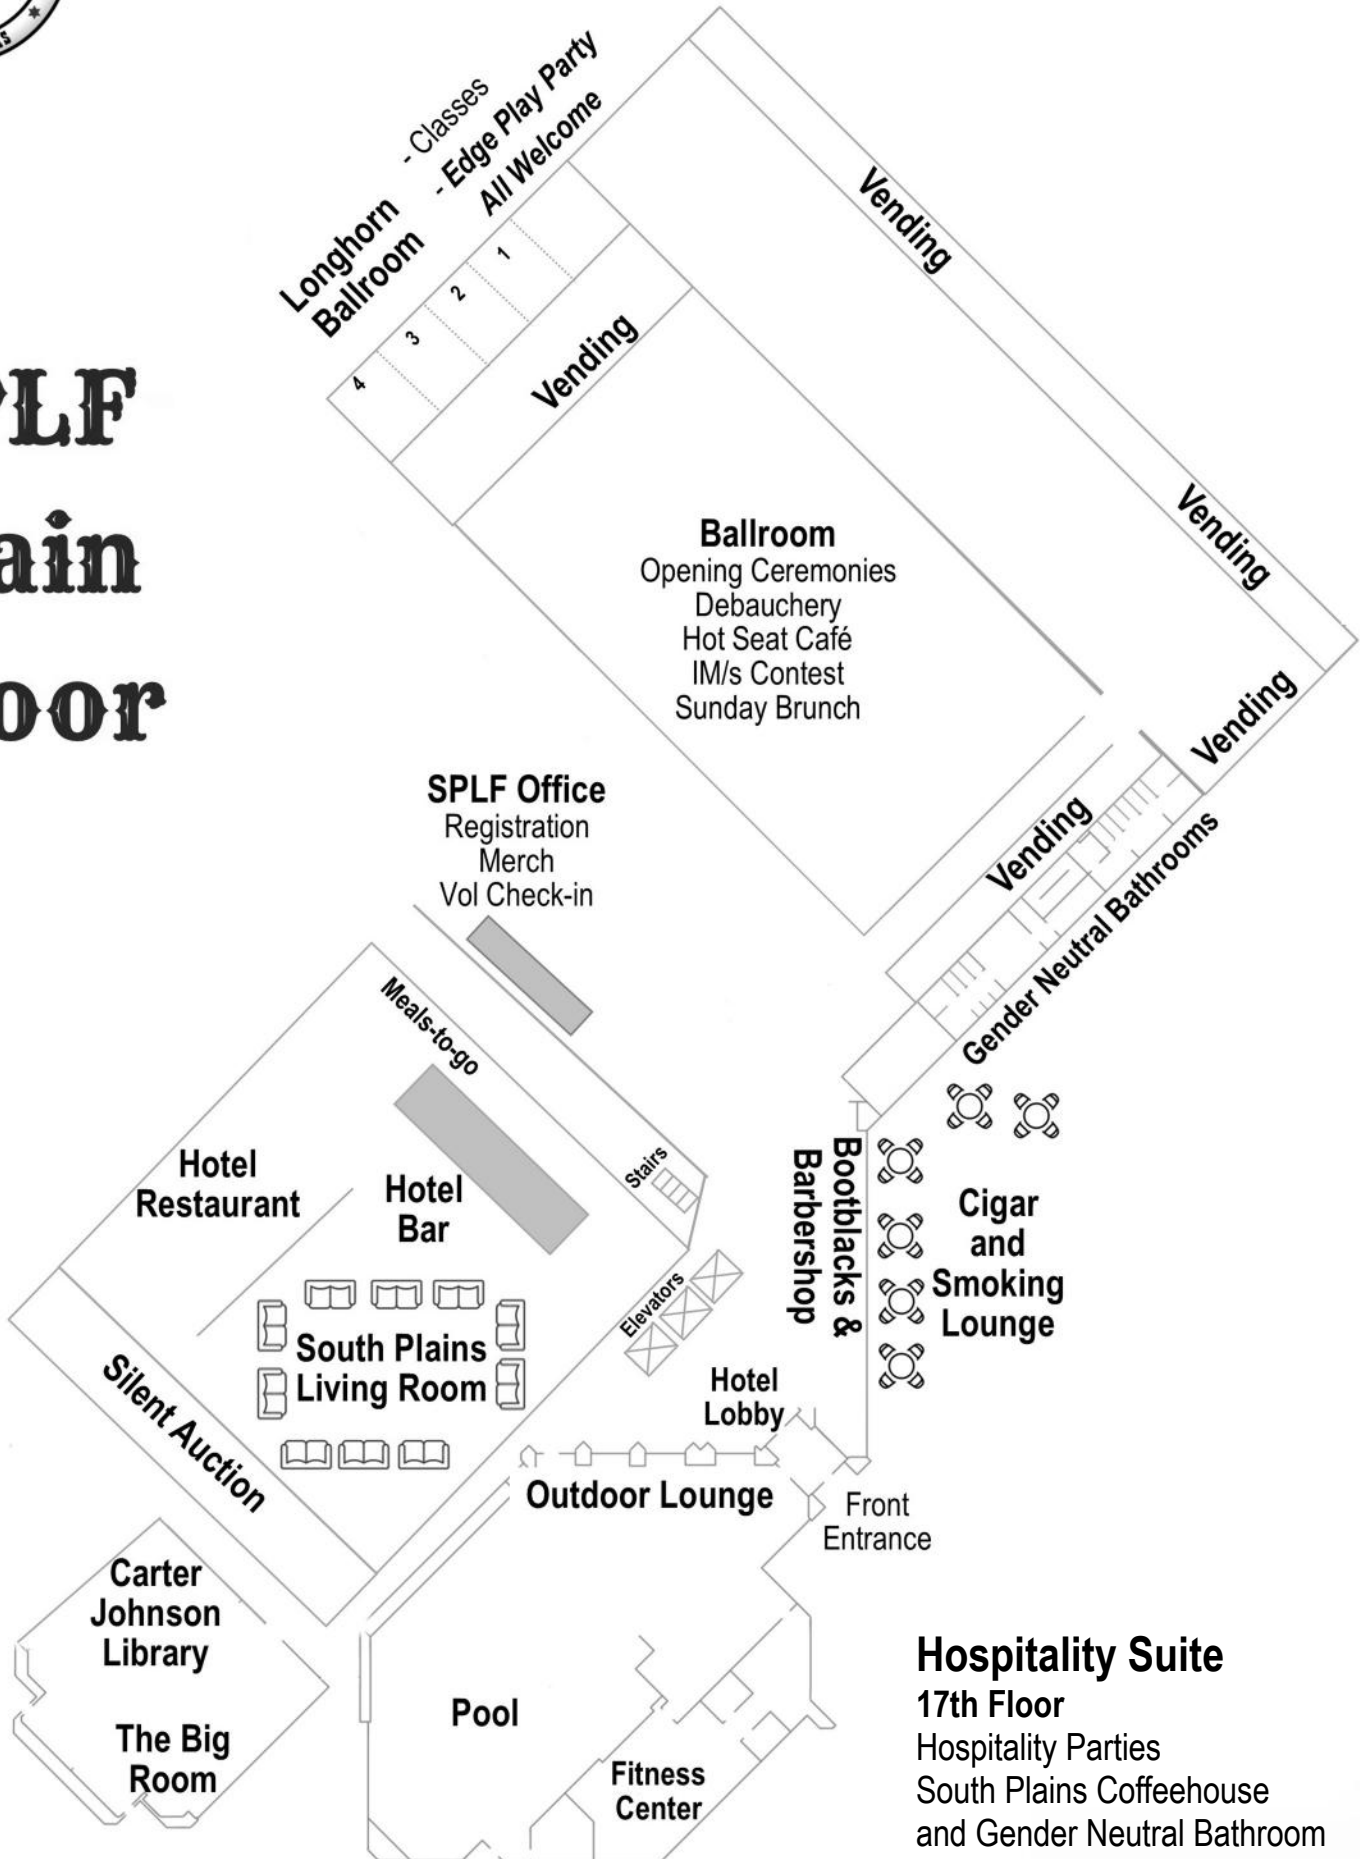 - Classes
- Edge Play Party
All Welcome
Longhorn
Ballroom
1
2
3
4
Vending
Vending
Vending
Vending
Vending
LF
ain
oor
Ballroom
Opening Ceremonies
Debauchery
Hot Seat Café
IM/s Contest
Sunday Brunch
SPLF Office
Registration
Merch
Vol Check-in
Gender Neutral Bathrooms
Meals-to-go
Stairs
Hotel
Restaurant
Hotel
Bar
Bootblacks &
Barbershop
Cigar
and
Smoking
Lounge
Elevators
South Plains
Living Room
Hotel
Lobby
Silent Auction
Outdoor Lounge
Front
Entrance
Carter
Johnson
Library
The Big
Room
Pool
Fitness
Center
Hospitality Suite
17th Floor
Hospitality Parties
South Plains Coffeehouse
and Gender Neutral Bathroom